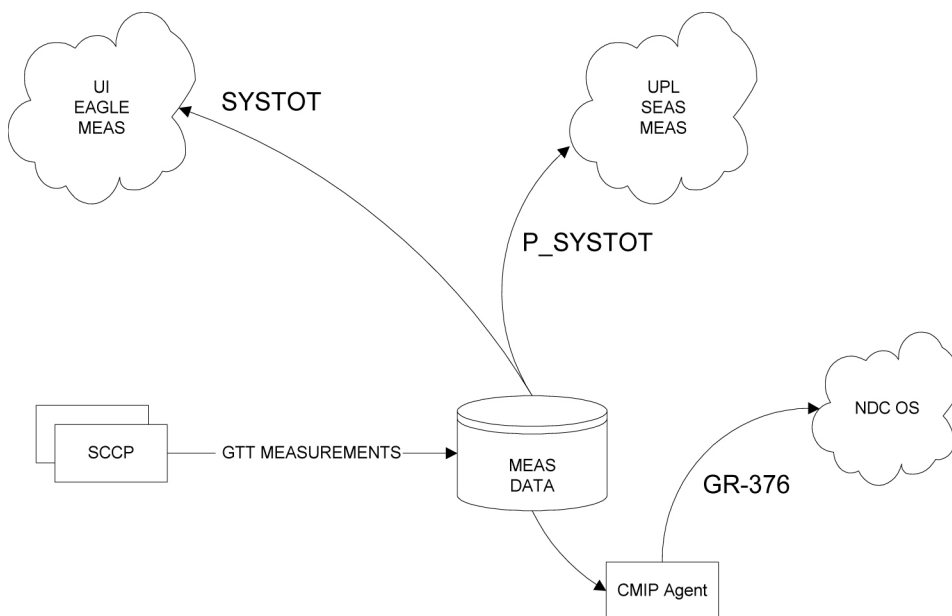 UI
EAGLE
MEAS
SYSTOT
UPL
SEAS
MEAS
P_SYSTOT
NDC OS
SCCP
GTT MEASUREMENTS
MEAS
DATA
GR-376
CMIP Agent